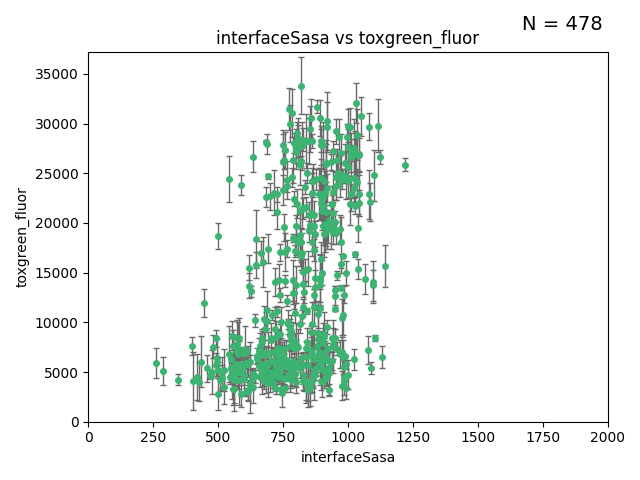 N = 478
interfaceSasa vs toxgreen_fluor
35000
30000
25000
20000
15000
10000
5000
0
toxgreen_fluor
0 250 500 750 1000 1250 1500 1750 2000
interfaceSasa